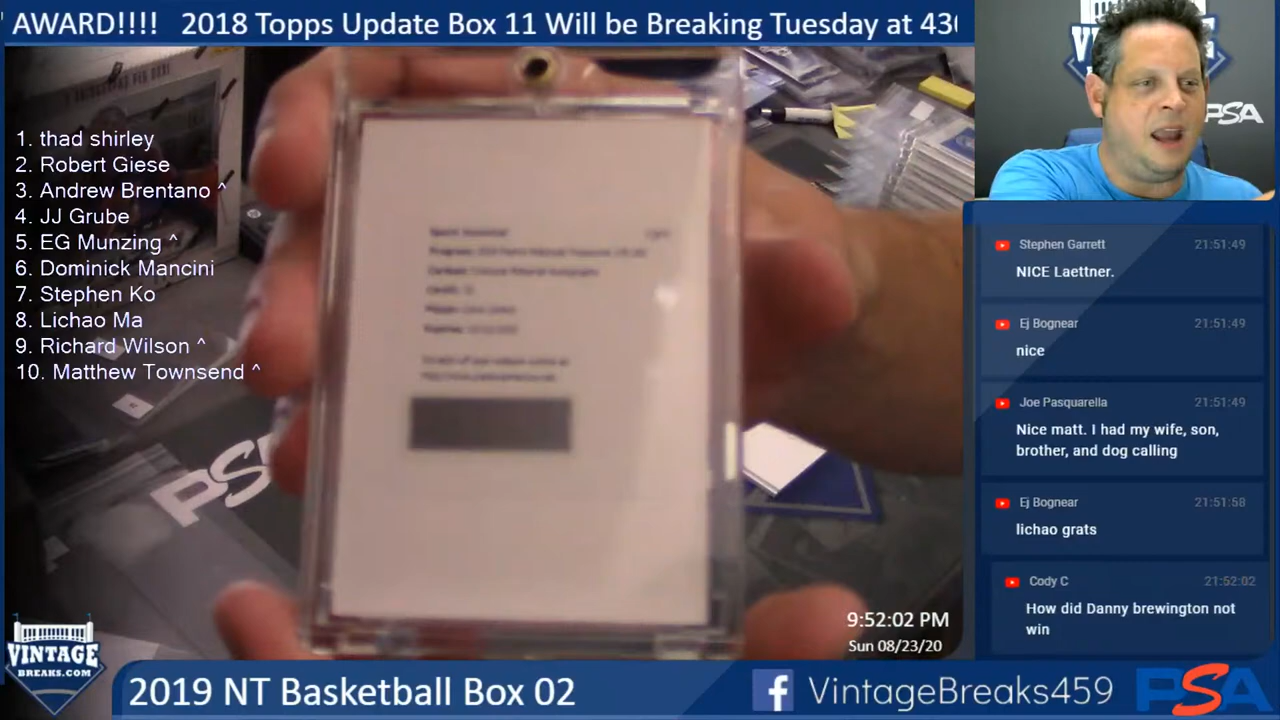 AWARD!!!! 2018 Topps Update Box 11 Will be Breaking Tuesday at 430
1. thad shirley
2. Robert Giese
3. Andrew Brentano ^
4. JJ Grube
5. EG Munzing ^
6. Dominick Mancini
7. Stephen Ko
8. Lichao Ma
9. Richard Wilson ^
10. Matthew Townsend ^
PSA
PSA
Stephen Garrett 21:51:49
NICE Laettner.
Ej Bognear 21:51:49
nice
Joe Pasquarella 21:51:49
Nice matt. I had my wife, son,
brother, and dog calling
Ej Bognear 21:51:58
lichao grats
Cody C 21:52:02
How did Danny brewington not
win
9:52:02 PM
Sun 08/23/20
VINTAGE
BREAKS.COM
2019 NT Basketball Box 02
f VintageBreaks459
PSA